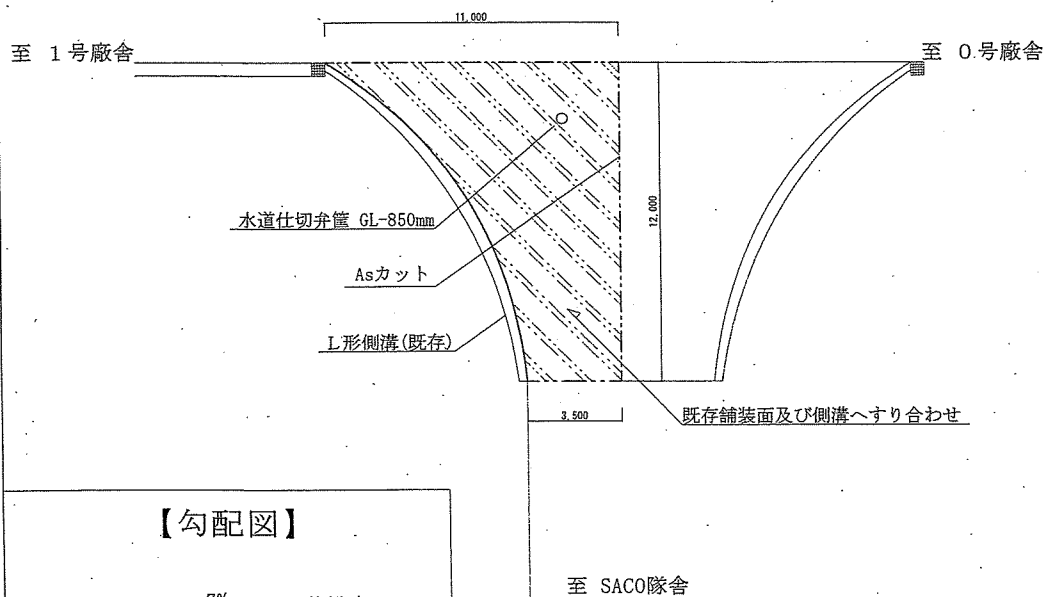 11,000
至 1号廠舎
至 0号廠舎
水道仕切弁筐 GL-850mm
12,000
Asカット
L形側溝(既存)
3,500
既存舗装面及び側溝へすり合わせ
【勾配図】
至 SACO隊舎